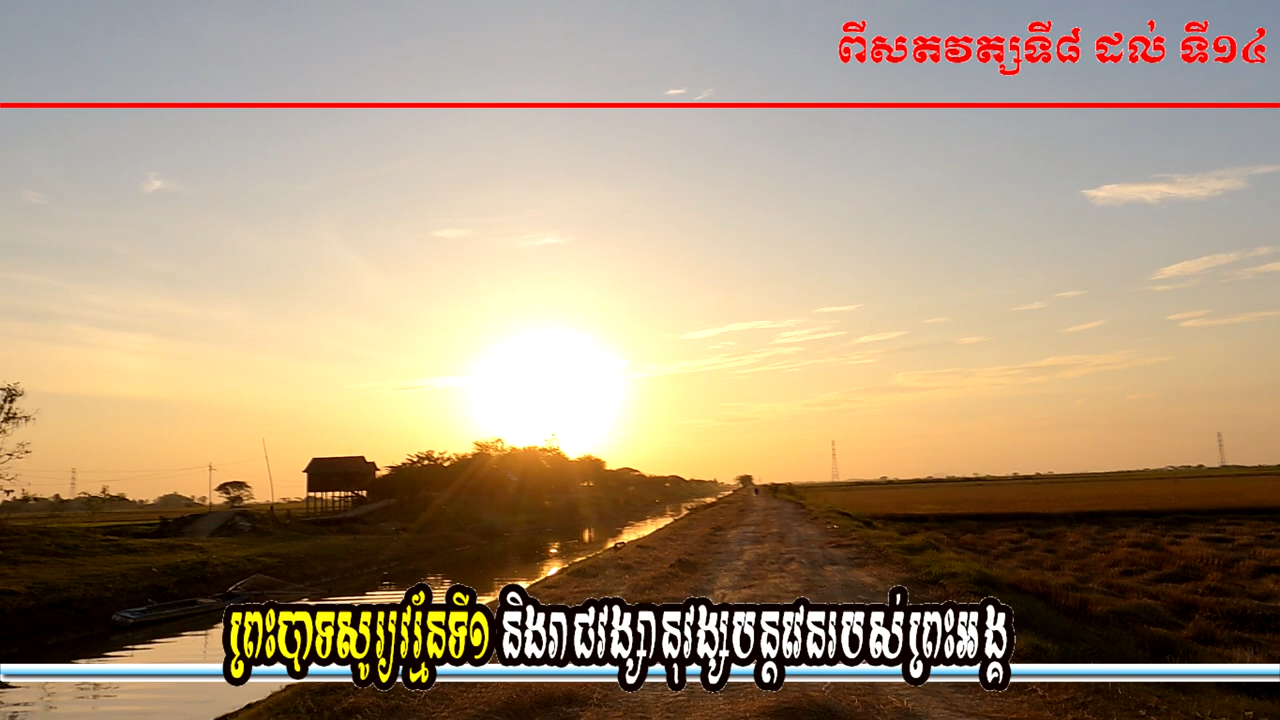 ពីសតវត្សទី៨ ដល់ ទី១៤
ព្រះបាទសូរ្យវរ្ម័នទី១ និងរាជវង្សានុវង្សបន្តវេនរបស់ព្រះអង្គ